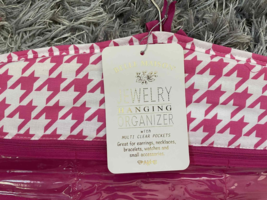 JEWELRY
HANGING
ORGANIZER
WITH
MULTI CLEAR POCKETS
Great for earrings, necklaces,
bracelets, watches and
small accessories